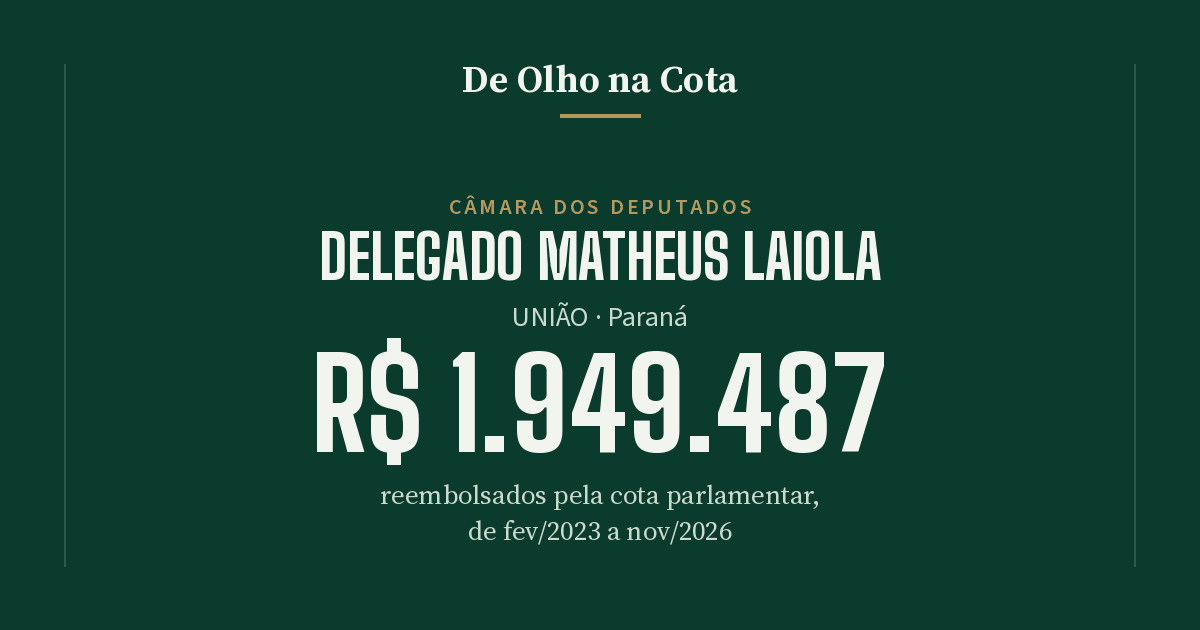 De Olho na Cota
CÂMARA DOS DEPUTADOS
DELEGADO MATHEUS LAIOLA
UNIÃO · Paraná
R$ 1.949.487
reembolsados pela cota parlamentar,
de fev/2023 a nov/2026